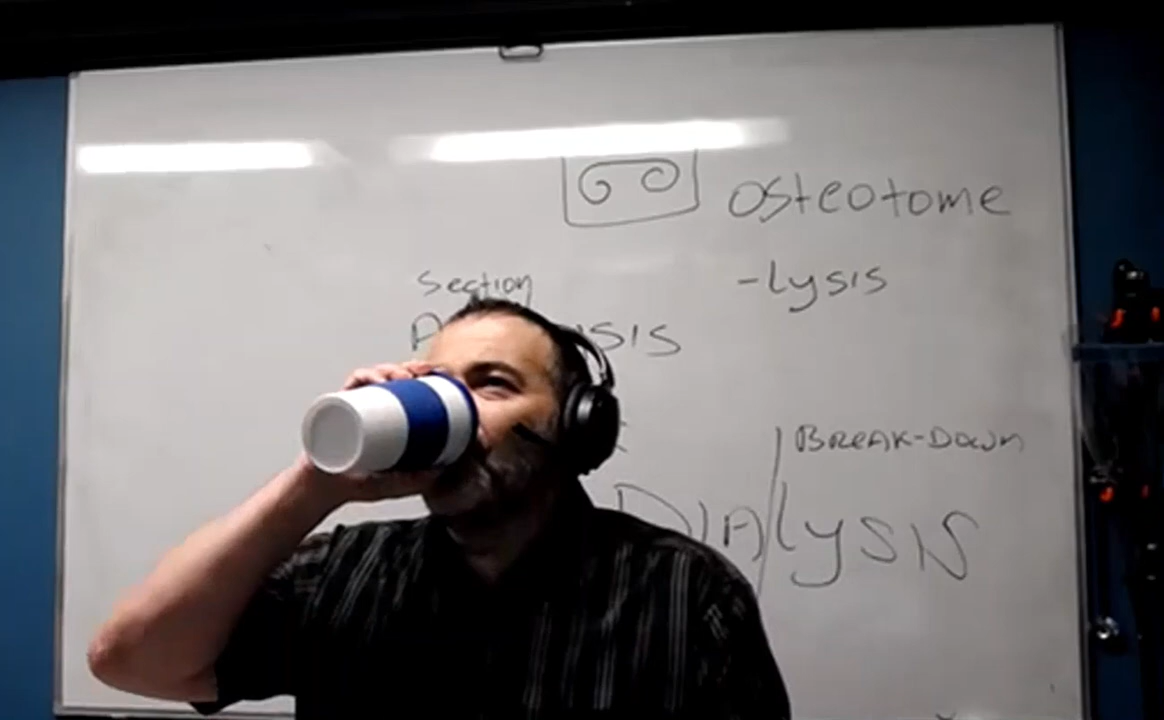 osteotome
-lysis
Section
BREAK-DOWN
DIALYSIS